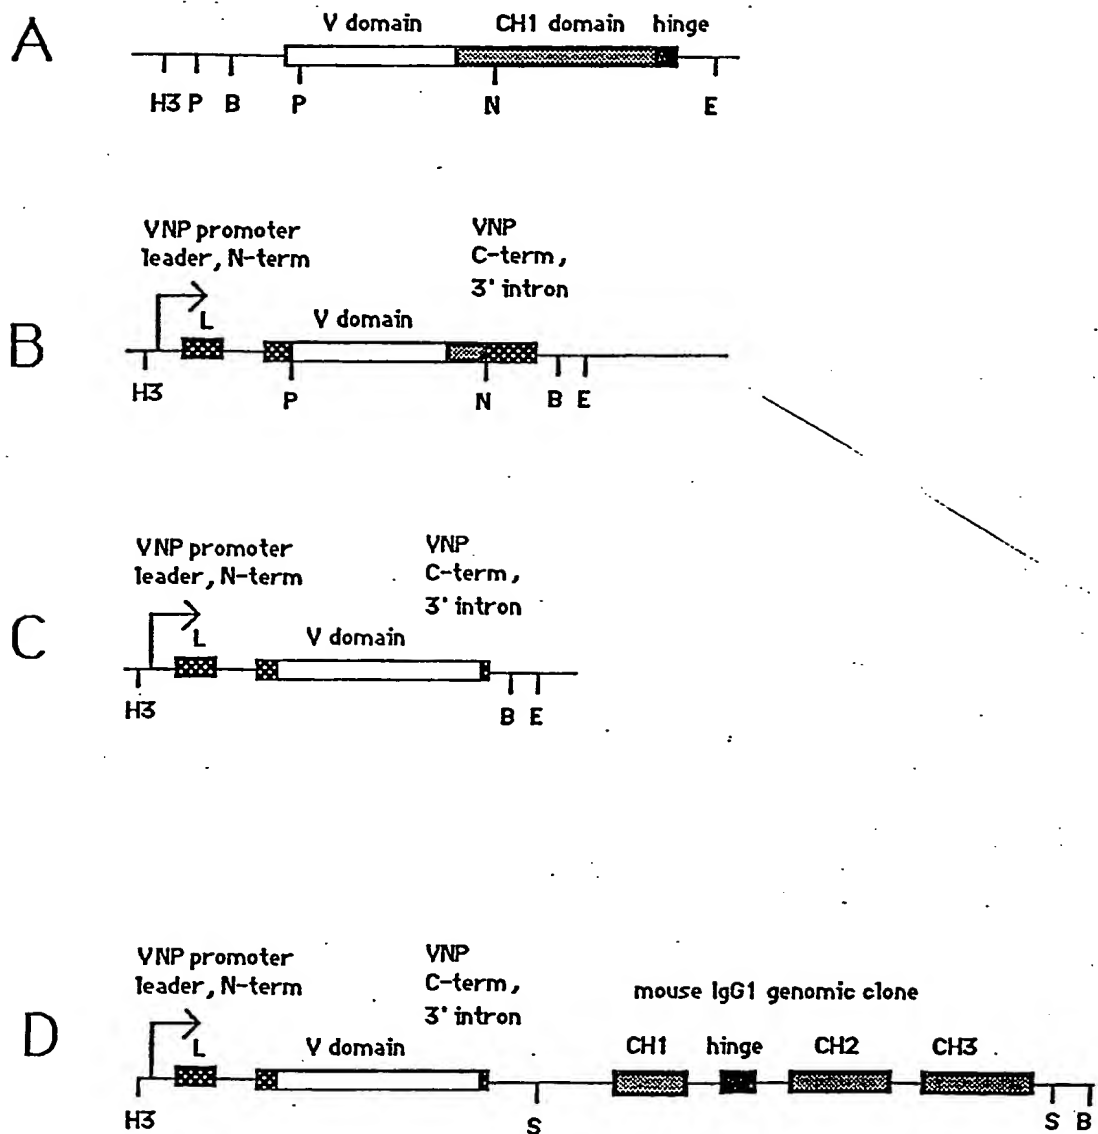 A
V domain CH1 domain hinge
H3 P B P N E
B
VNP promoter
leader, N-term
VNP
C-term,
3' intron
L
V domain
H3 P N B E
C
VNP promoter
leader, N-term
VNP
C-term,
3' intron
L
V domain
H3 B E
D
VNP promoter
leader, N-term
VNP
C-term,
3' intron
mouse IgG1 genomic clone
L
V domain
CH1 hinge CH2 CH3
H3 S S B